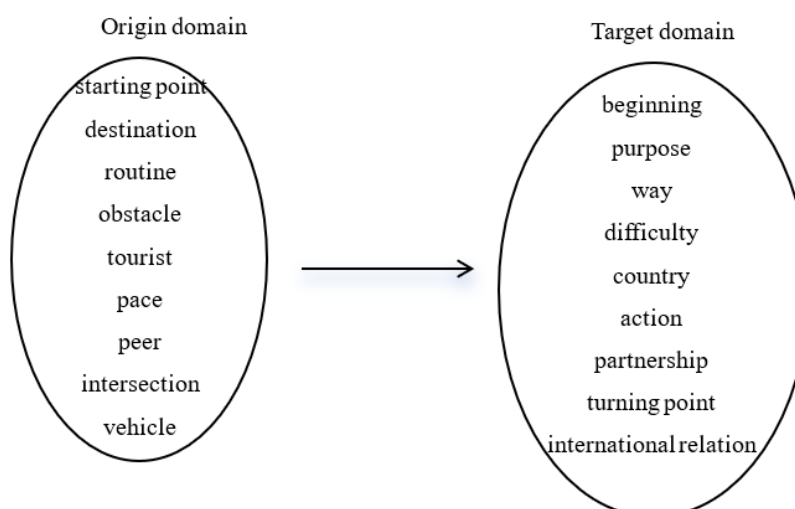 Origin domain
starting point
destination
routine
obstacle
tourist
pace
peer
intersection
vehicle
Target domain
beginning
purpose
way
difficulty
country
action
partnership
turning point
international relation